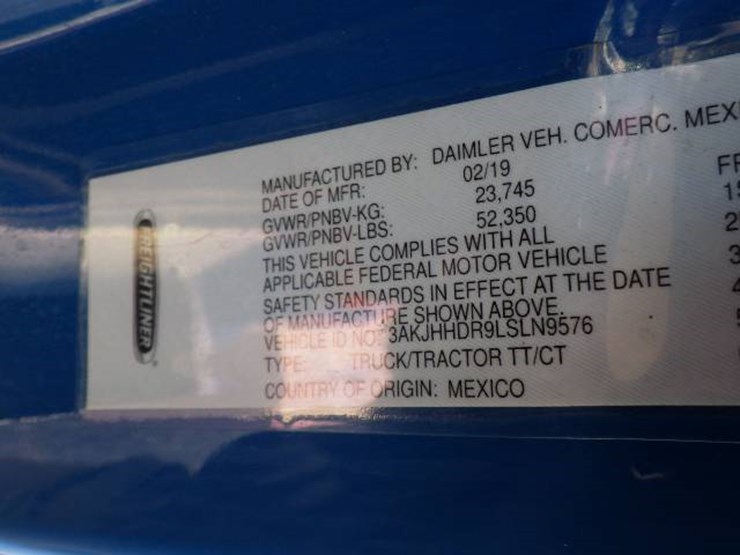 FREIGHTLINER
MANUFACTURED BY: DAIMLER VEH. COMERC. MEX
DATE OF MFR: 02/19
GVWR/PNBV-KG: 23,745
GVWR/PNBV-LBS: 52,350
THIS VEHICLE COMPLIES WITH ALL
APPLICABLE FEDERAL MOTOR VEHICLE
SAFETY STANDARDS IN EFFECT AT THE DATE
OF MANUFACTURE SHOWN ABOVE.
VEHICLE ID NO: 3AKJHHDR9LSLN9576
TYPE: TRUCK/TRACTOR TT/CT
COUNTRY OF ORIGIN: MEXICO